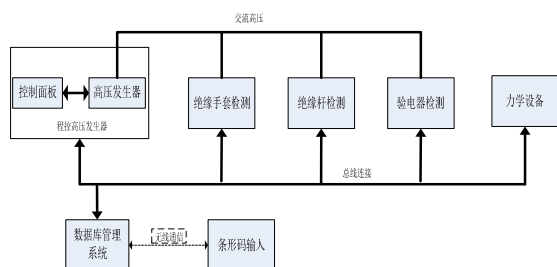 交流高压
控制面板
高压发生器
绝缘手套检测
绝缘杆检测
验电器检测
力学设备
程控高压发生器
总线连接
数据库管理
系统
无线通信
条形码输入